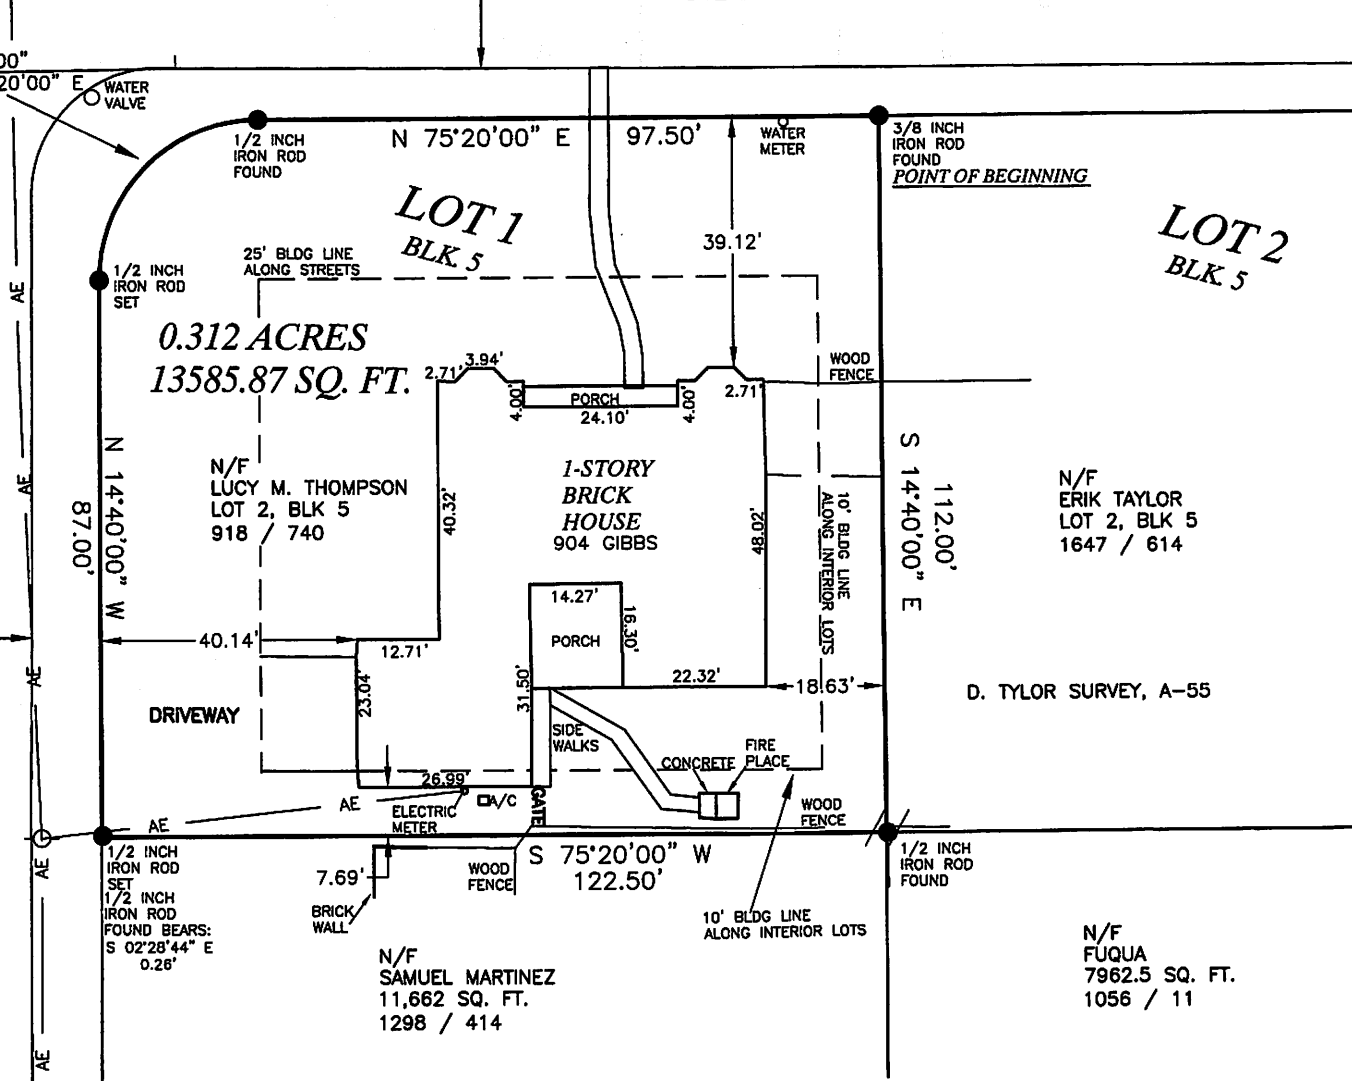 00"
20'00" E
WATER
VALVE
1/2 INCH
IRON ROD
FOUND
N 75°20'00" E 97.50'
WATER
METER
3/8 INCH
IRON ROD
FOUND
POINT OF BEGINNING
LOT 1
BLK. 5
LOT 2
BLK. 5
39.12'
25' BLDG LINE
ALONG STREETS
1/2 INCH
IRON ROD
SET
AE
0.312 ACRES
13585.87 SQ. FT.
2.71'
3.94'
4.00'
PORCH
24.10'
4.00'
2.71'
WOOD
FENCE
N 14°40'00" W
87.00'
AE
N/F
LUCY M. THOMPSON
LOT 2, BLK 5
918 / 740
40.32'
1-STORY
BRICK
HOUSE
904 GIBBS
48.02'
10' BLDG LINE
ALONG INTERIOR LOTS
S 14°40'00" E
112.00'
N/F
ERIK TAYLOR
LOT 2, BLK 5
1647 / 614
14.27'
PORCH
16.30'
40.14'
12.71'
AE
23.04'
31.50'
22.32'
18.63'
D. TYLOR SURVEY, A-55
DRIVEWAY
SIDE
WALKS
FIRE
PLACE
CONCRETE
26.99'
AE
ELECTRIC
METER
A/C
GATE
WOOD
FENCE
AE
1/2 INCH
IRON ROD
SET
1/2 INCH
IRON ROD
FOUND BEARS:
S 02°28'44" E
0.26'
AE
S 75°20'00" W
122.50'
7.69'
WOOD
FENCE
BRICK
WALL
1/2 INCH
IRON ROD
FOUND
10' BLDG LINE
ALONG INTERIOR LOTS
N/F
SAMUEL MARTINEZ
11,662 SQ. FT.
1298 / 414
N/F
FUQUA
7962.5 SQ. FT.
1056 / 11
AE